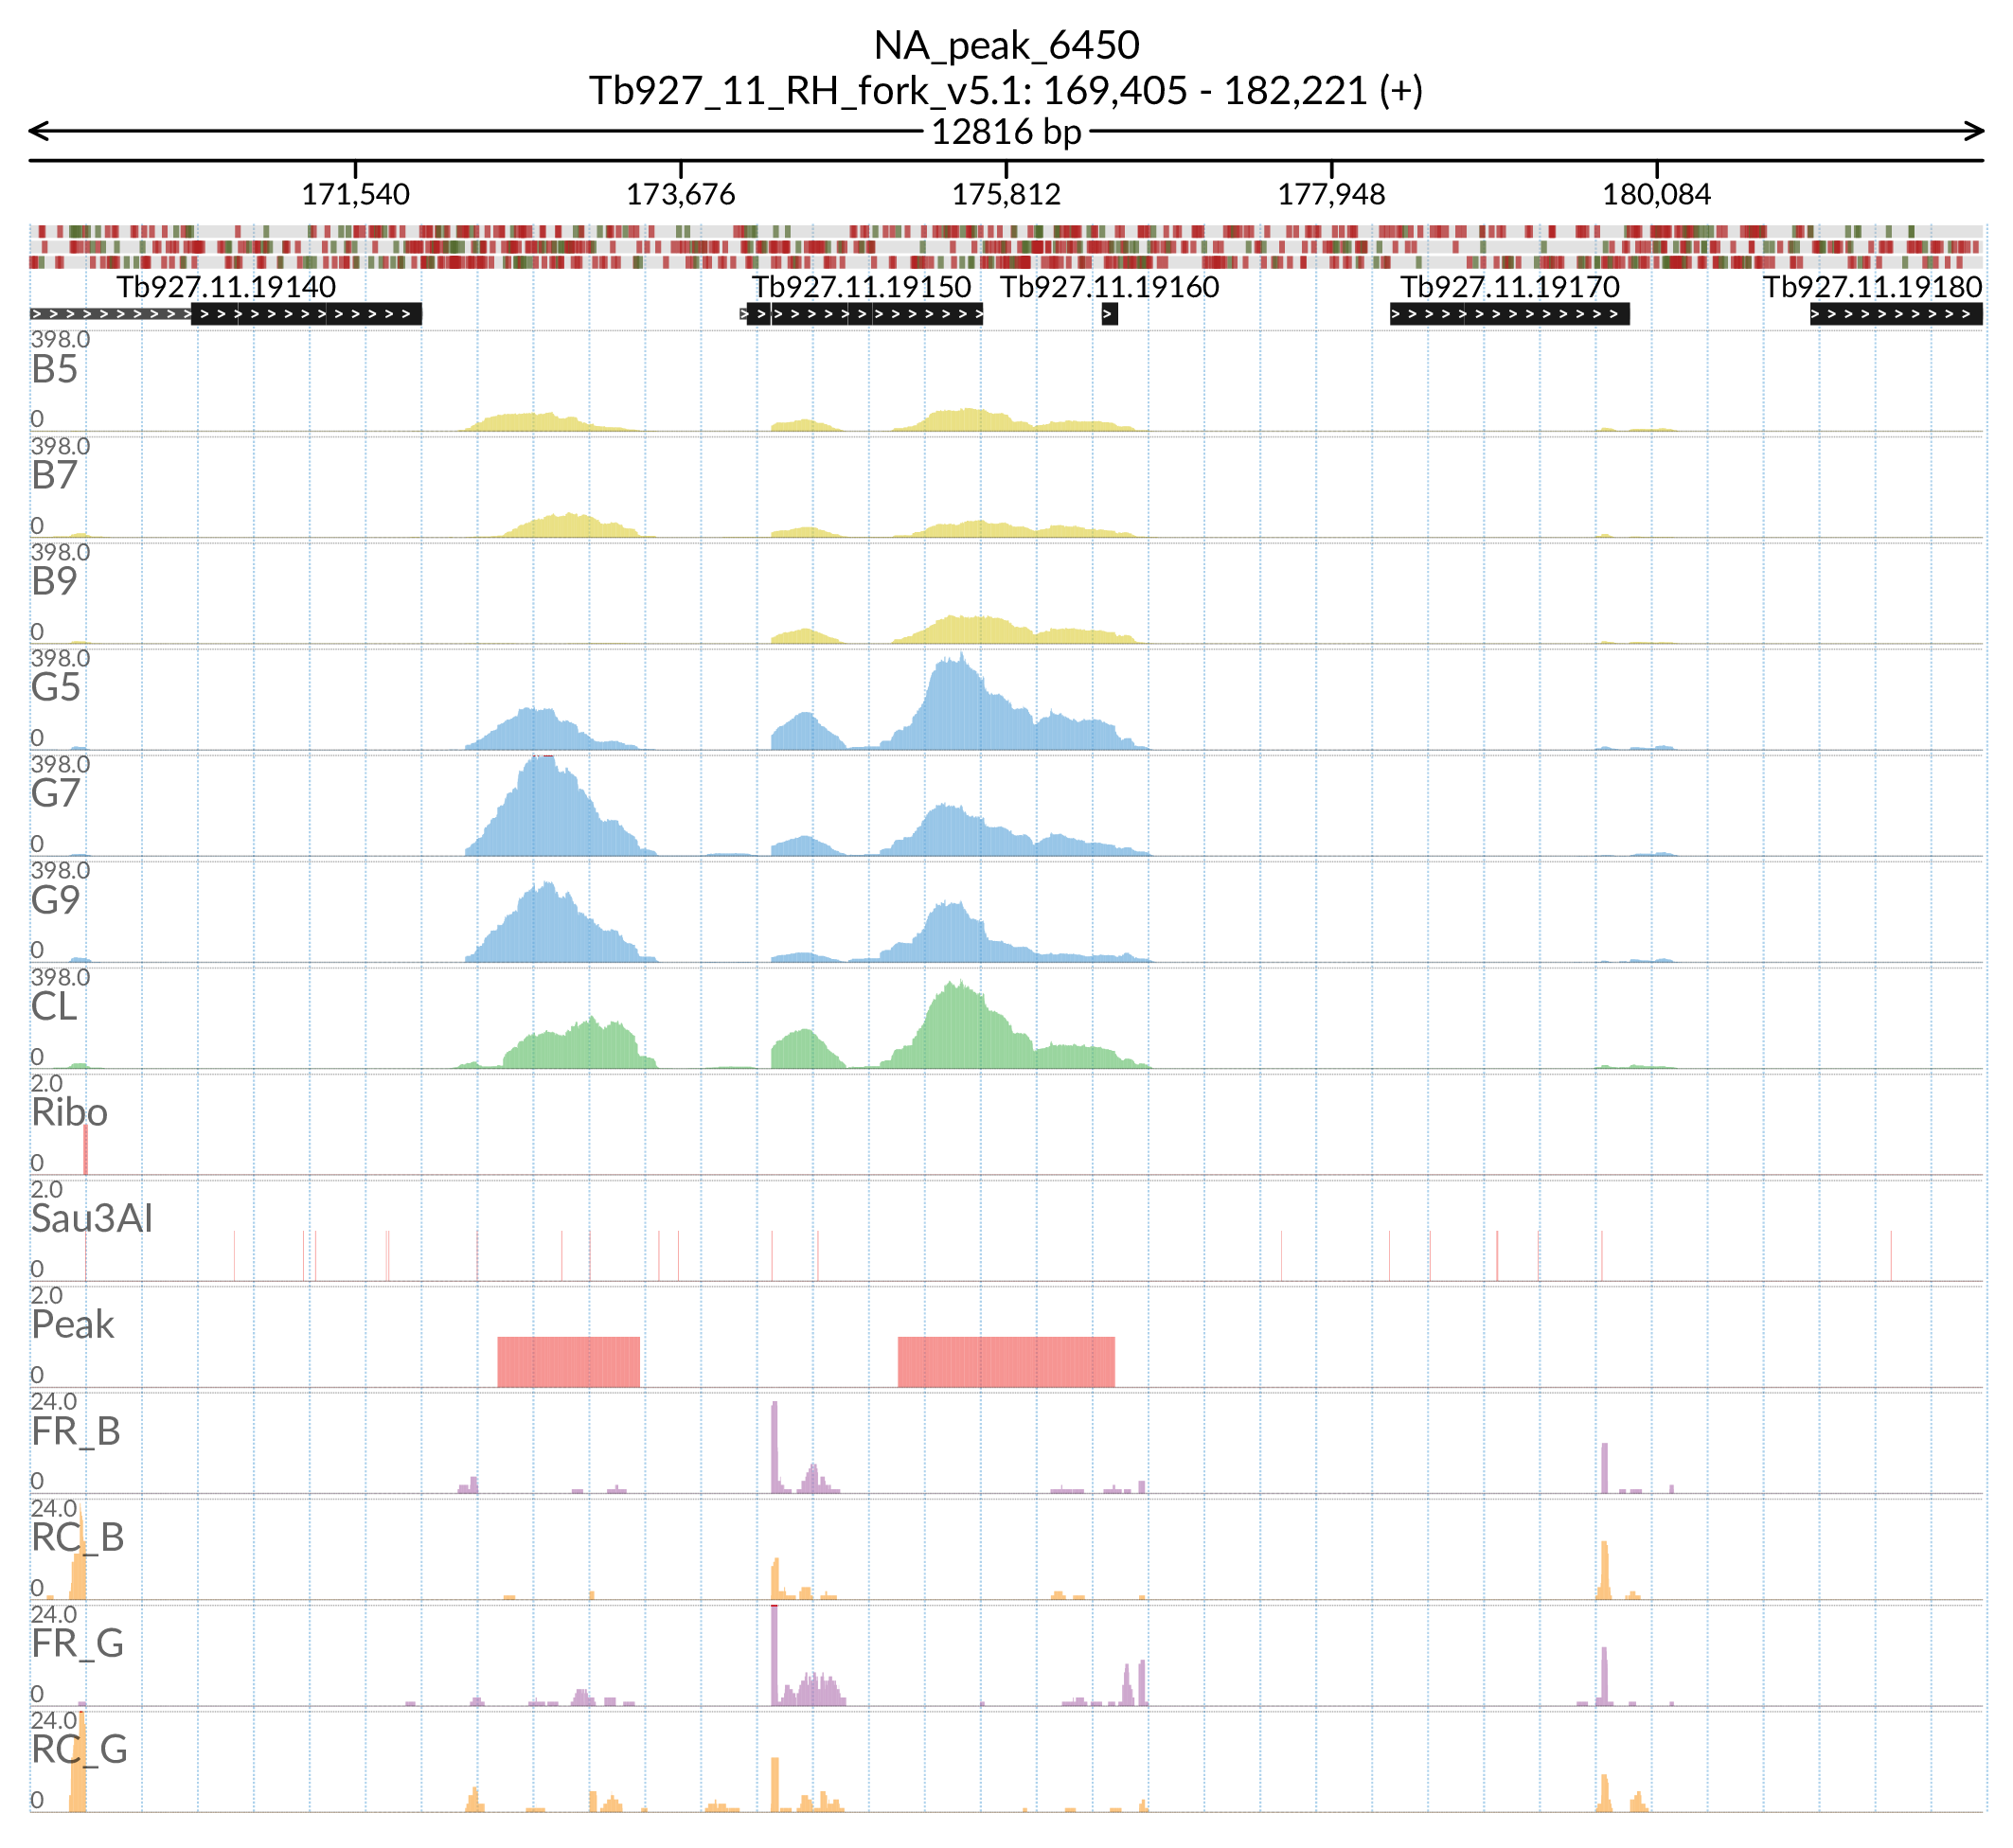 NA_peak_6450
Tb927_11_RH_fork_v5.1: 169,405 - 182,221 (+)
12816 bp
171,540 173,676 175,812 177,948 180,084
Tb927.11.19140 Tb927.11.19150 Tb927.11.19160 Tb927.11.19170 Tb927.11.19180
398.0
B5
0
398.0
B7
0
398.0
B9
0
398.0
G5
0
398.0
G7
0
398.0
G9
0
398.0
CL
0
2.0
Ribo
0
2.0
Sau3AI
0
2.0
Peak
0
24.0
FR_B
0
24.0
RC_B
0
24.0
FR_G
0
24.0
RC_G
0